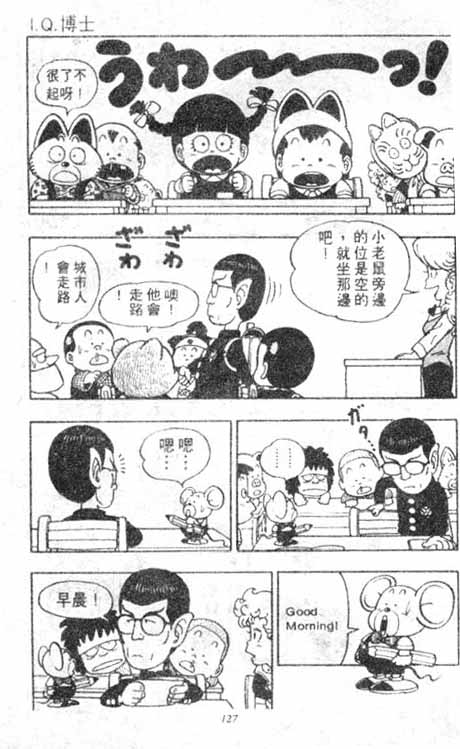 I.Q.博士
很了不
起呀！
うわ〜〜ーっ！
小老鼠旁邊
的位是空的
，就坐那邊
吧！
ざわ
ざわ
噢！
他會
走路！
城市人
會走路！
嗯…
嗯…
ガタ
……
早晨！
Good
Morning!
127